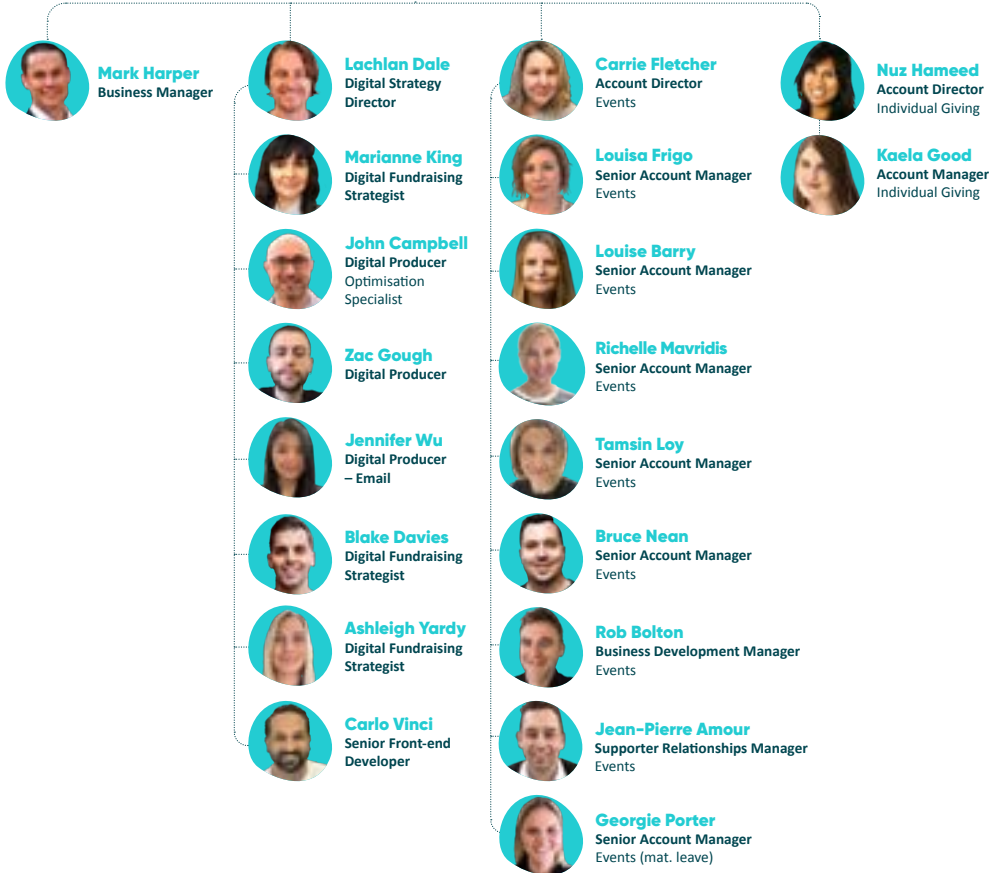 Mark Harper
Business Manager
Lachlan Dale
Digital Strategy
Director
Marianne King
Digital Fundraising
Strategist
John Campbell
Digital Producer
Optimisation
Specialist
Zac Gough
Digital Producer
Jennifer Wu
Digital Producer
– Email
Blake Davies
Digital Fundraising
Strategist
Ashleigh Yardy
Digital Fundraising
Strategist
Carlo Vinci
Senior Front-end
Developer
Carrie Fletcher
Account Director
Events
Louisa Frigo
Senior Account Manager
Events
Louise Barry
Senior Account Manager
Events
Richelle Mavridis
Senior Account Manager
Events
Tamsin Loy
Senior Account Manager
Events
Bruce Nean
Senior Account Manager
Events
Rob Bolton
Business Development Manager
Events
Jean-Pierre Amour
Supporter Relationships Manager
Events
Georgie Porter
Senior Account Manager
Events (mat. leave)
Nuz Hameed
Account Director
Individual Giving
Kaela Good
Account Manager
Individual Giving